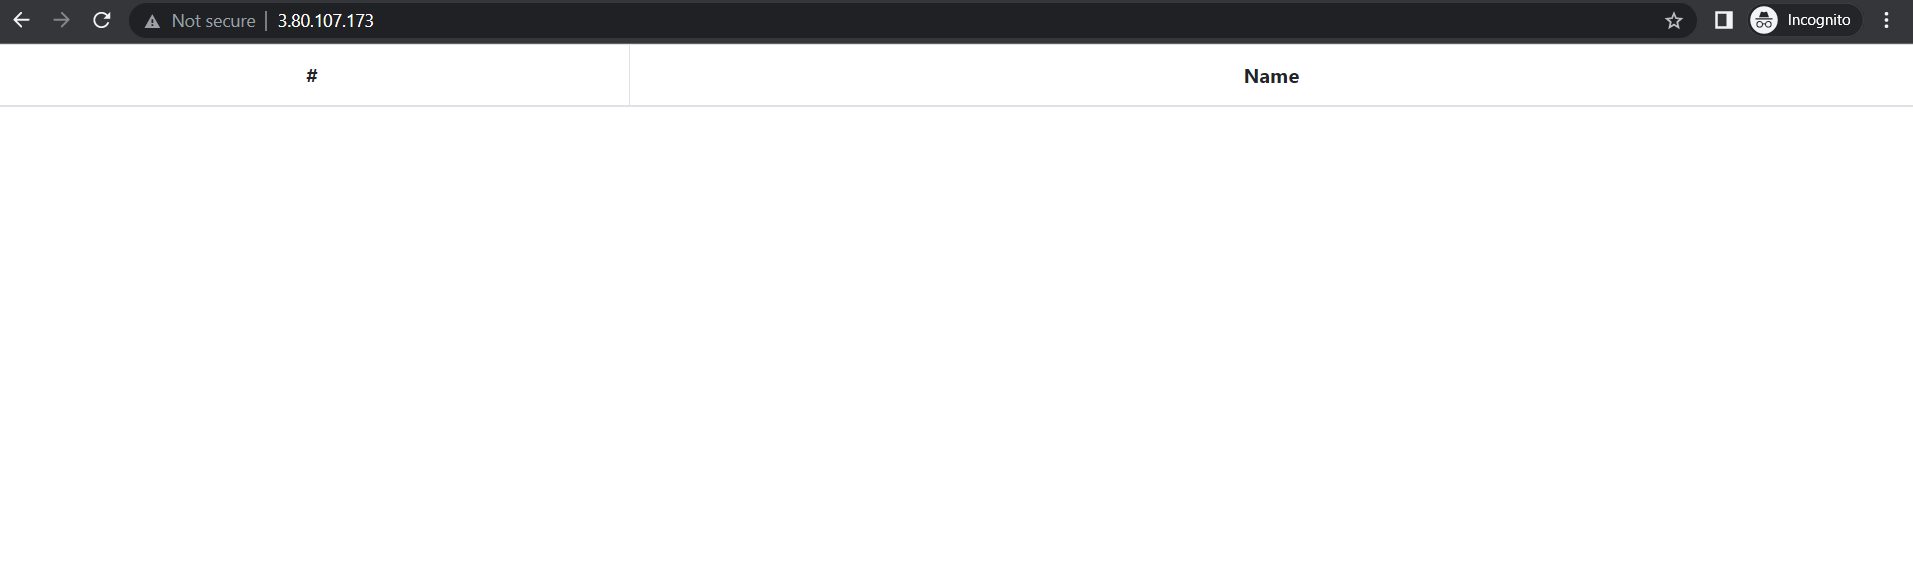 Not secure | 3.80.107.173 Incognito
# Name